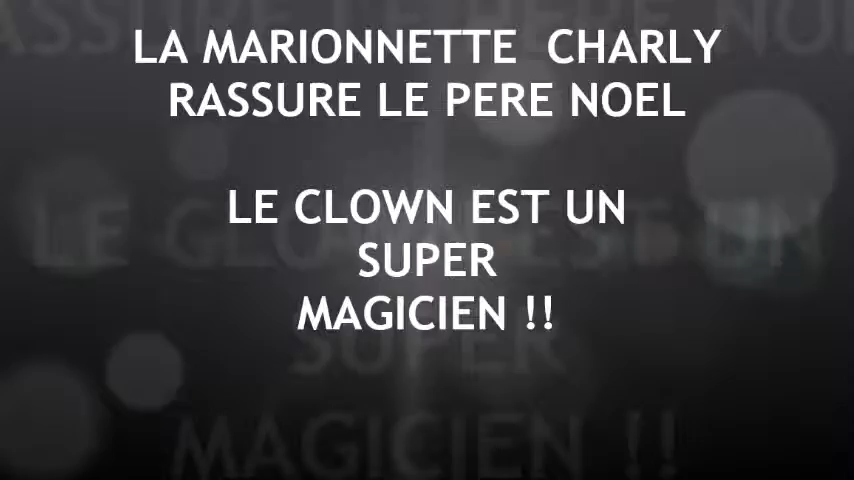 LA MARIONNETTE CHARLY
RASSURE LE PERE NOEL
LE CLOWN EST UN
SUPER
MAGICIEN !!